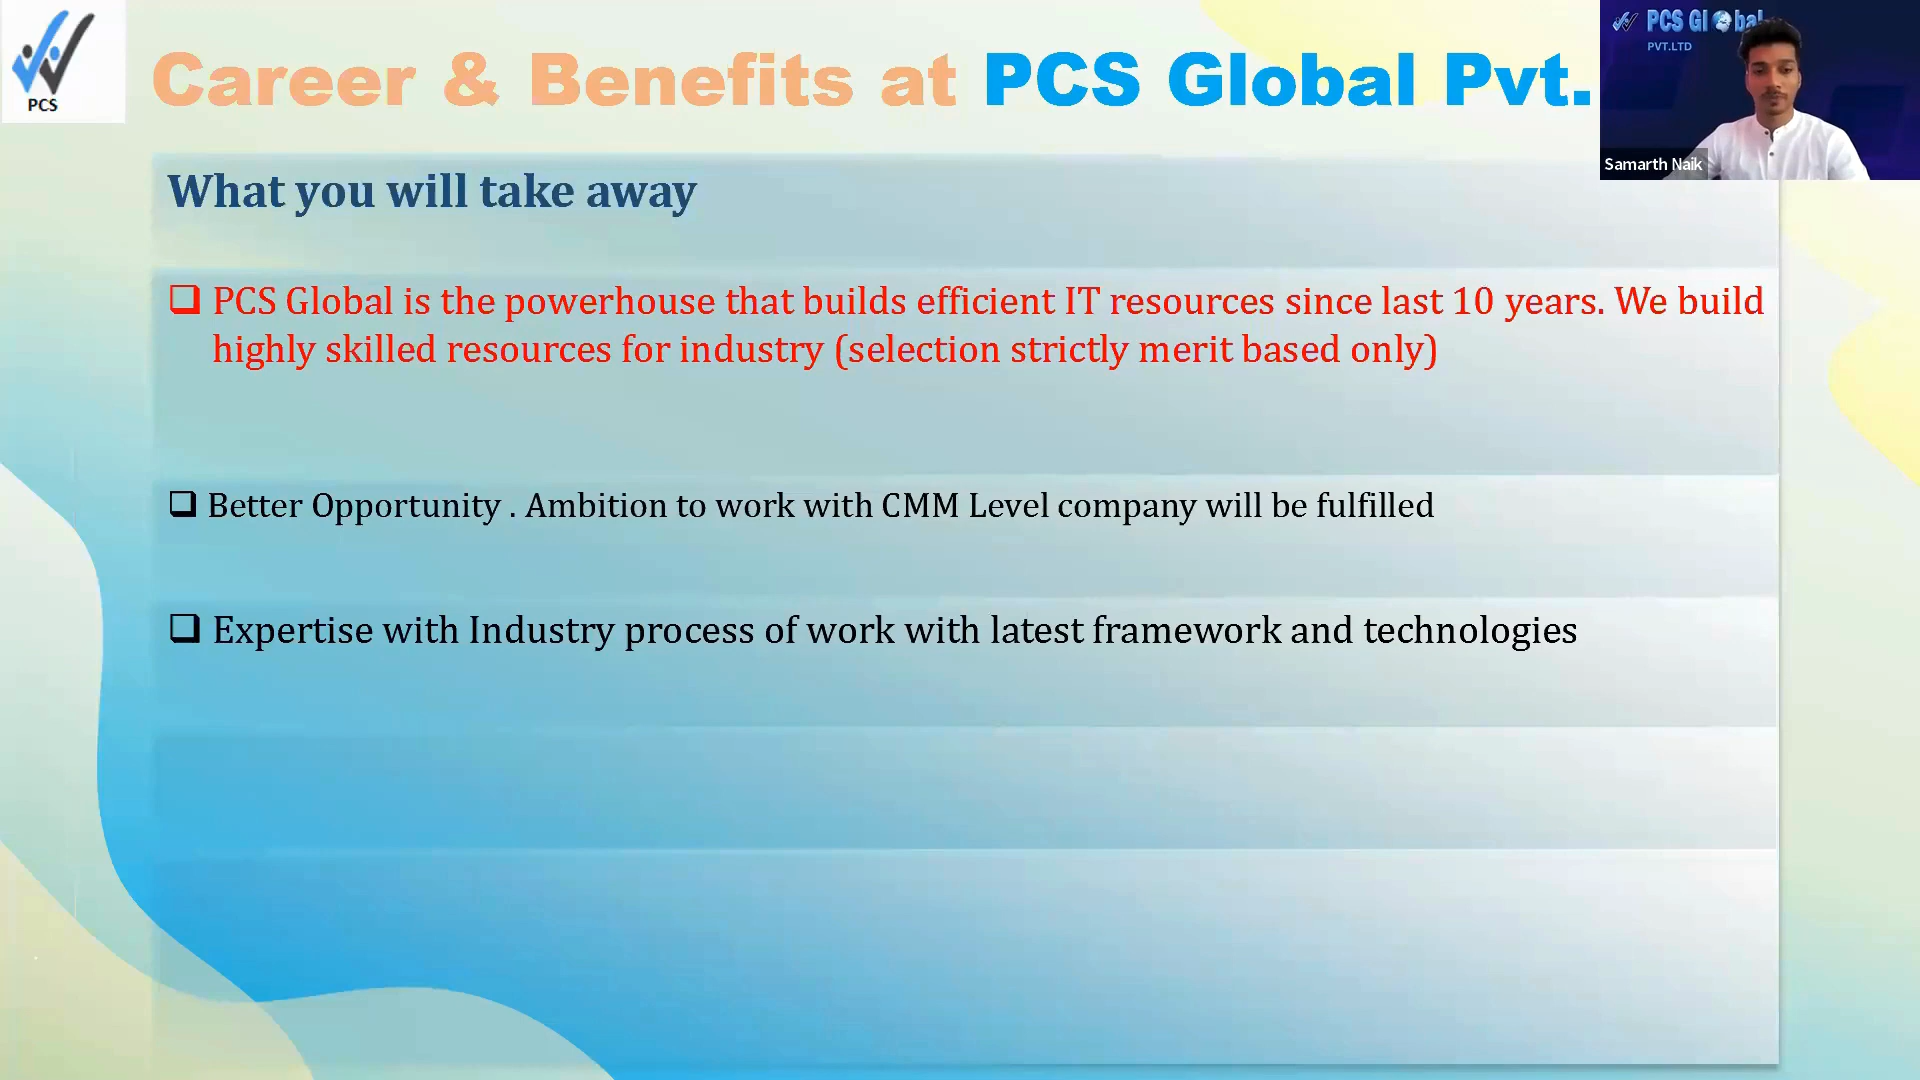 PCS
Career & Benefits at PCS Global Pvt.
PCS Gl bal
PVT.LTD
Samarth Naik
What you will take away
PCS Global is the powerhouse that builds efficient IT resources since last 10 years. We build
highly skilled resources for industry (selection strictly merit based only)
Better Opportunity . Ambition to work with CMM Level company will be fulfilled
Expertise with Industry process of work with latest framework and technologies